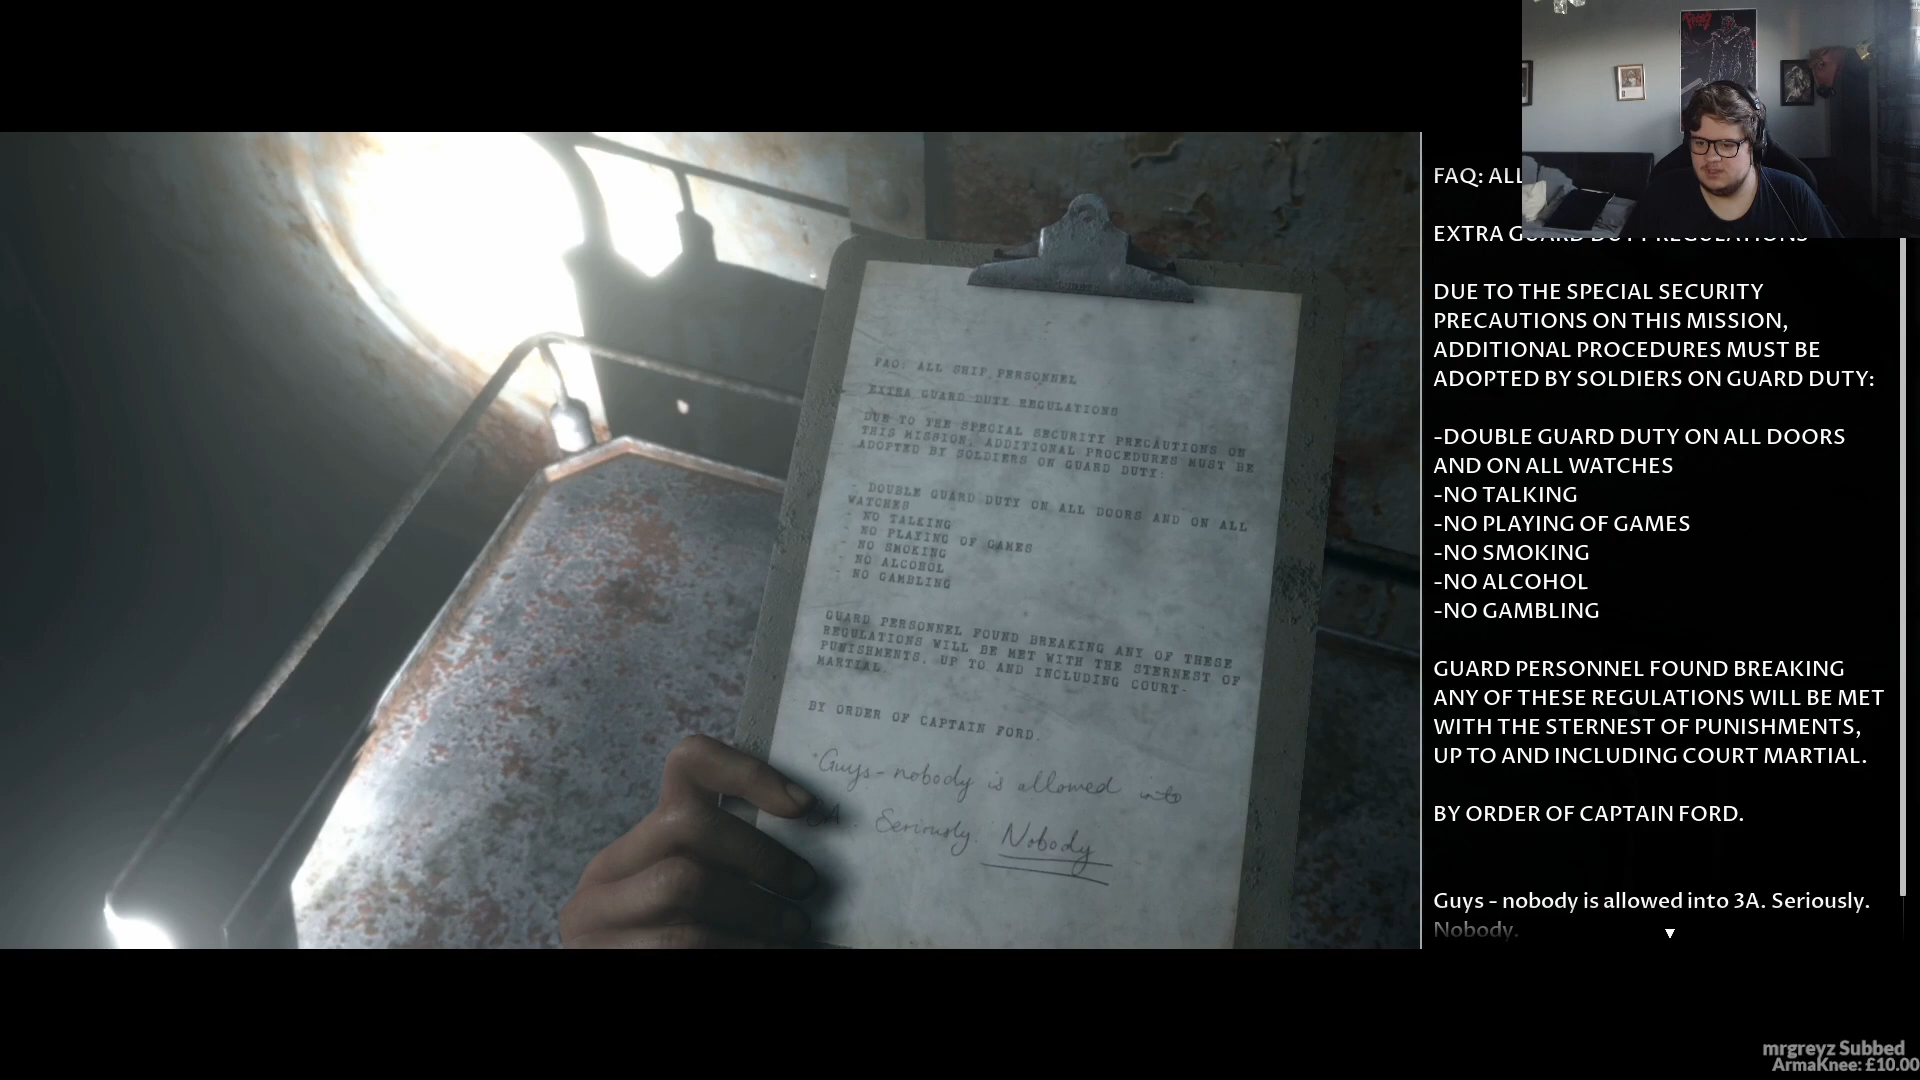 FAQ: ALL SHIP PERSONNEL
EXTRA GUARD DUTY REGULATIONS
DUE TO THE SPECIAL SECURITY PRECAUTIONS ON
THIS MISSION, ADDITIONAL PROCEDURES MUST BE
ADOPTED BY SOLDIERS ON GUARD DUTY:
- DOUBLE GUARD DUTY ON ALL DOORS AND ON ALL
WATCHES
- NO TALKING
- NO PLAYING OF GAMES
- NO SMOKING
- NO ALCOHOL
- NO GAMBLING
GUARD PERSONNEL FOUND BREAKING ANY OF THESE
REGULATIONS WILL BE MET WITH THE STERNEST OF
PUNISHMENTS, UP TO AND INCLUDING COURT-
MARTIAL.
BY ORDER OF CAPTAIN FORD.
Guys - nobody is allowed into
3A. Seriously. Nobody
FAQ: ALL
EXTRA GUARD DUTY REGULATIONS
DUE TO THE SPECIAL SECURITY
PRECAUTIONS ON THIS MISSION,
ADDITIONAL PROCEDURES MUST BE
ADOPTED BY SOLDIERS ON GUARD DUTY:
-DOUBLE GUARD DUTY ON ALL DOORS
AND ON ALL WATCHES
-NO TALKING
-NO PLAYING OF GAMES
-NO SMOKING
-NO ALCOHOL
-NO GAMBLING
GUARD PERSONNEL FOUND BREAKING
ANY OF THESE REGULATIONS WILL BE MET
WITH THE STERNEST OF PUNISHMENTS,
UP TO AND INCLUDING COURT MARTIAL.
BY ORDER OF CAPTAIN FORD.
Guys - nobody is allowed into 3A. Seriously.
Nobody.
mrgreyz Subbed
ArmaKnee: £10.00